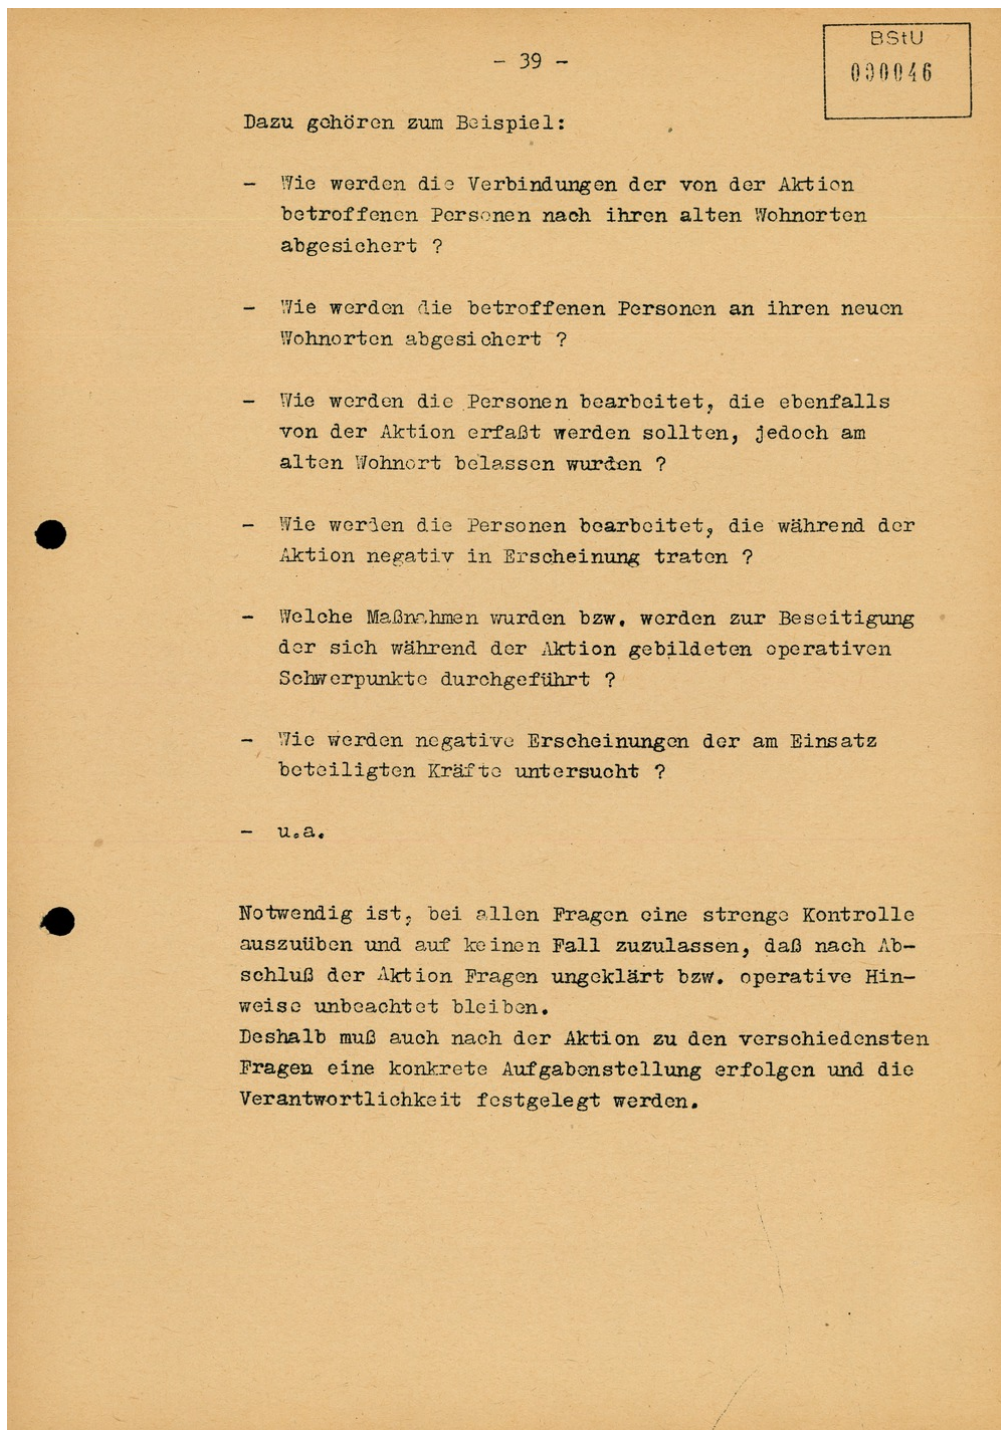 - 39 -
BStU
000046
Dazu gehören zum Beispiel:
- Wie werden die Verbindungen der von der Aktion
betroffenen Personen nach ihren alten Wohnorten
abgesichert ?
- Wie werden die betroffenen Personen an ihren neuen
Wohnorten abgesichert ?
- Wie werden die Personen bearbeitet, die ebenfalls
von der Aktion erfaßt werden sollten, jedoch am
alten Wohnort belassen wurden ?
- Wie werden die Personen bearbeitet, die während der
Aktion negativ in Erscheinung traten ?
- Welche Maßnahmen wurden bzw. werden zur Beseitigung
der sich während der Aktion gebildeten operativen
Schwerpunkte durchgeführt ?
- Wie werden negative Erscheinungen der am Einsatz
beteiligten Kräfte untersucht ?
- u.a.
Notwendig ist, bei allen Fragen eine strenge Kontrolle
auszuüben und auf keinen Fall zuzulassen, daß nach Ab-
schluß der Aktion Fragen ungeklärt bzw. operative Hin-
weise unbeachtet bleiben.
Deshalb muß auch nach der Aktion zu den verschiedensten
Fragen eine konkrete Aufgabenstellung erfolgen und die
Verantwortlichkeit festgelegt werden.